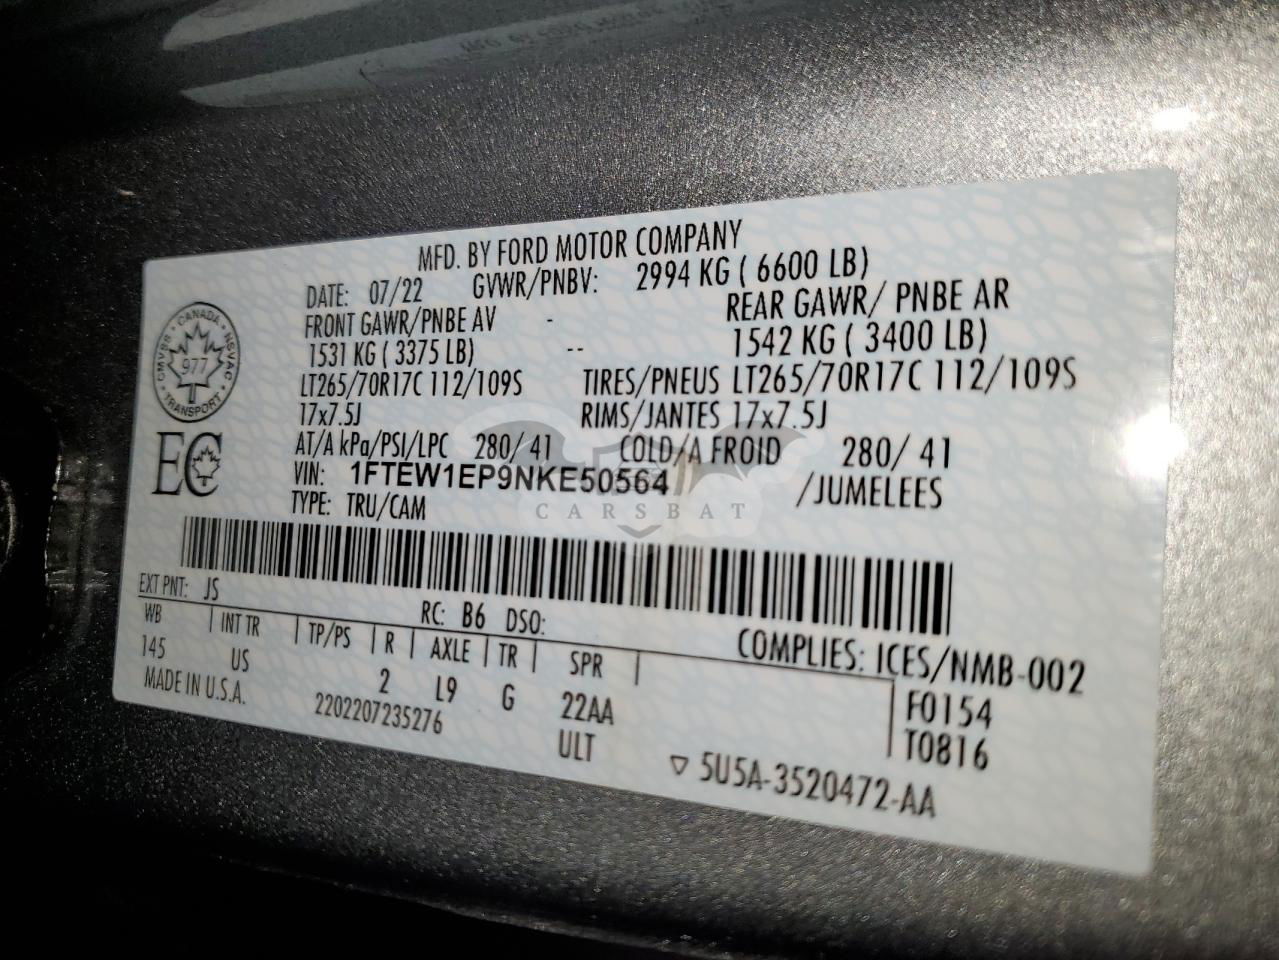 MFD. BY FORD MOTOR COMPANY
DATE: 07/22 GVWR/PNBV: 2994 KG ( 6600 LB)
FRONT GAWR/PNBE AV - REAR GAWR/ PNBE AR
1531 KG ( 3375 LB) -- 1542 KG ( 3400 LB)
LT265/70R17C 112/109S TIRES/PNEUS LT265/70R17C 112/109S
17x7.5J RIMS/JANTES 17x7.5J
AT/A kPa/PSI/LPC 280/ 41 COLD/A FROID 280/ 41
VIN: 1FTEW1EP9NKE50564 /JUMELEES
TYPE: TRU/CAM
CANADA
CMVSS NSVAC
977
TRANSPORT
EC
CARSBAT
EXT PNT: JS RC: B6 DSO:
WB INT TR TP/PS R AXLE TR SPR COMPLIES: ICES/NMB-002
145 US 2 L9 G 22AA F0154
MADE IN U.S.A. 2202207235276 ULT T0816
▽ 5U5A-3520472-AA